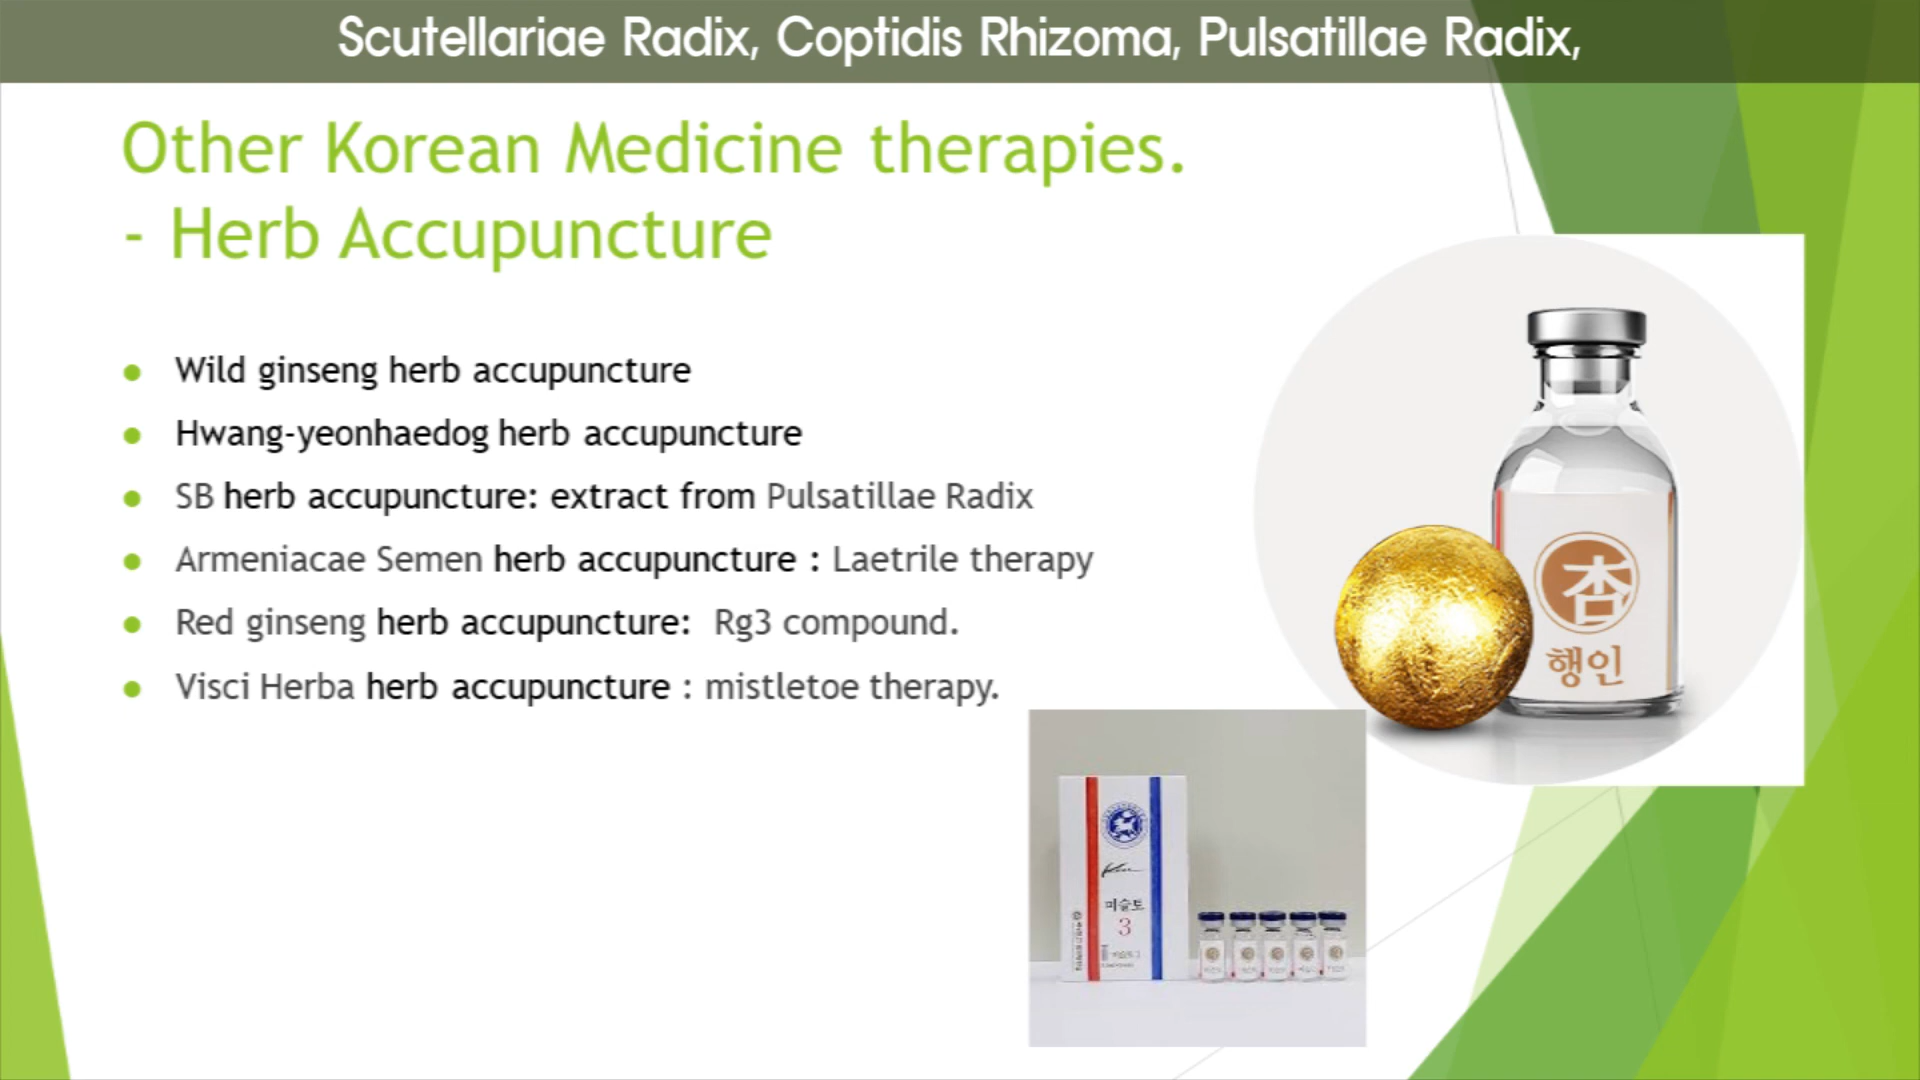 Scutellariae Radix, Coptidis Rhizoma, Pulsatillae Radix,
Other Korean Medicine therapies.
- Herb Accupuncture
Wild ginseng herb accupuncture
Hwang-yeonhaedog herb accupuncture
SB herb accupuncture: extract from Pulsatillae Radix
Armeniacae Semen herb accupuncture : Laetrile therapy
Red ginseng herb accupuncture: Rg3 compound.
Visci Herba herb accupuncture : mistletoe therapy.
杏
행인
미슬토
3